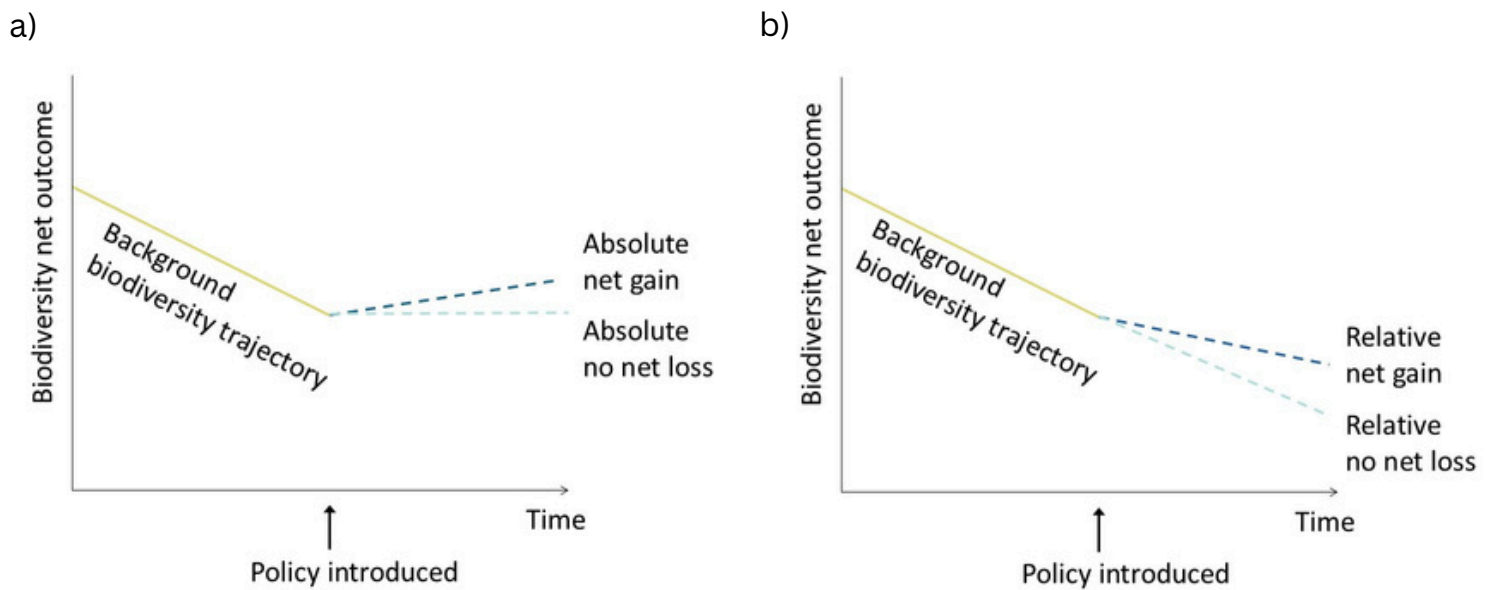 a)
Biodiversity net outcome
Background
biodiversity trajectory
Absolute
net gain
Absolute
no net loss
Time
Policy introduced
b)
Biodiversity net outcome
Background
biodiversity trajectory
Relative
net gain
Relative
no net loss
Time
Policy introduced